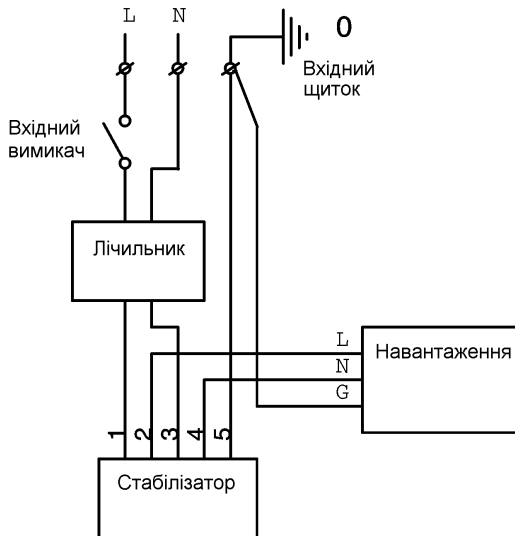 L N
0
Вхідний
щиток
Вхідний
вимикач
Лічильник
L
N
G
Навантаження
1 2 3 4 5
Стабілізатор